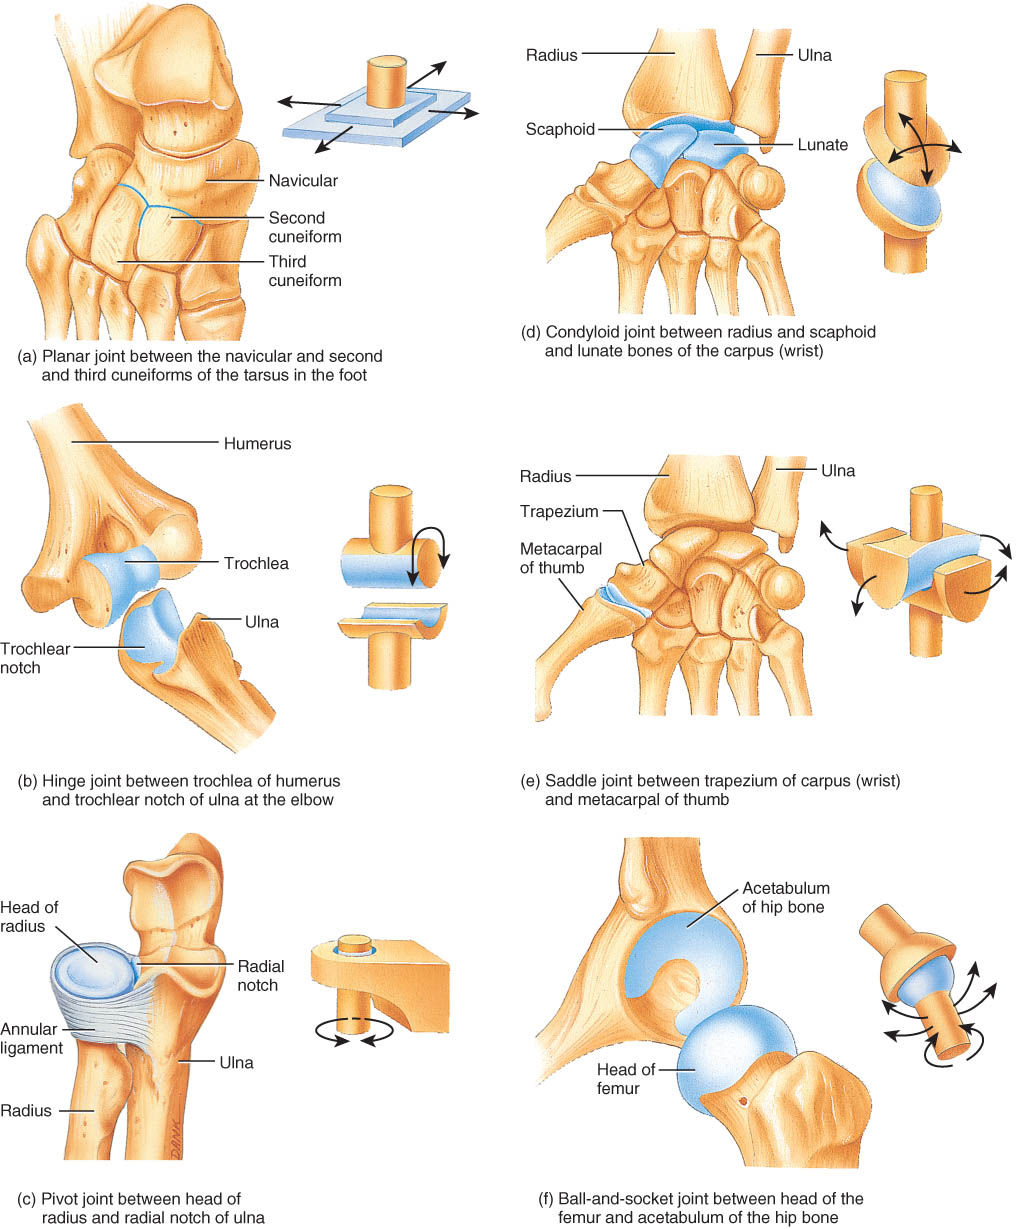 Navicular
Second
cuneiform
Third
cuneiform
(a) Planar joint between the navicular and second
and third cuneiforms of the tarsus in the foot
Humerus
Trochlea
Ulna
Trochlear
notch
(b) Hinge joint between trochlea of humerus
and trochlear notch of ulna at the elbow
Head of
radius
Radial
notch
Annular
ligament
Ulna
Radius
DRNK
(c) Pivot joint between head of
radius and radial notch of ulna
Radius
Ulna
Scaphoid
Lunate
(d) Condyloid joint between radius and scaphoid
and lunate bones of the carpus (wrist)
Radius
Ulna
Trapezium
Metacarpal
of thumb
(e) Saddle joint between trapezium of carpus (wrist)
and metacarpal of thumb
Acetabulum
of hip bone
Head of
femur
(f) Ball-and-socket joint between head of the
femur and acetabulum of the hip bone